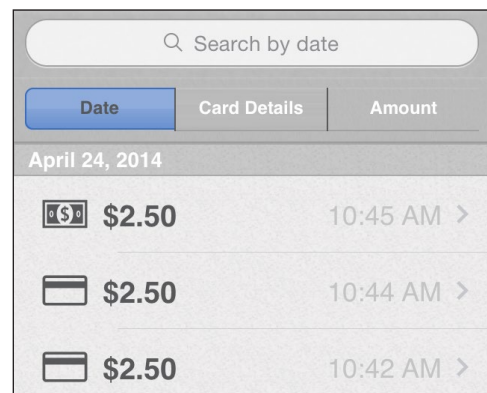 Search by date
Date Card Details Amount
April 24, 2014
$2.50 10:45 AM
$2.50 10:44 AM
$2.50 10:42 AM